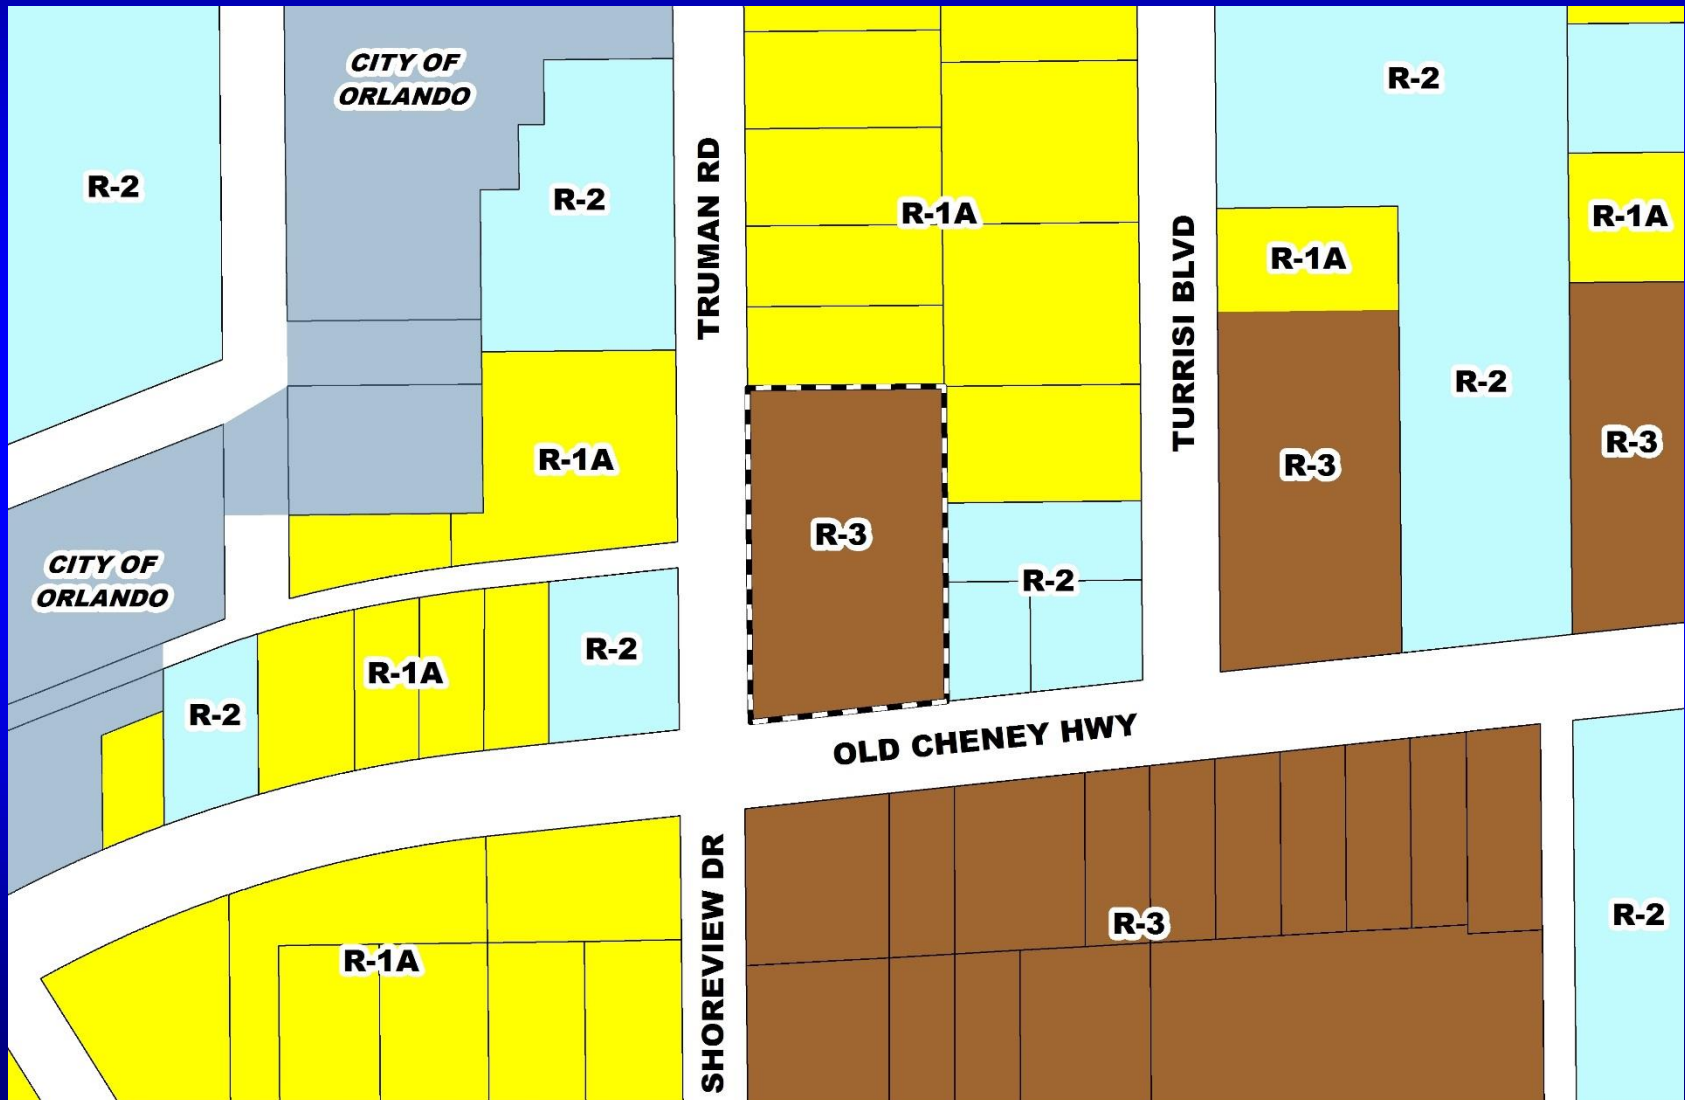 CITY OF
ORLANDO
R-2
R-2
TRUMAN RD
R-1A
R-2
R-1A
R-1A
TURRISI BLVD
R-2
R-3
R-1A
R-3
R-3
CITY OF
ORLANDO
R-2
R-2
R-1A
R-2
OLD CHENEY HWY
SHOREVIEW DR
R-1A
R-3
R-2